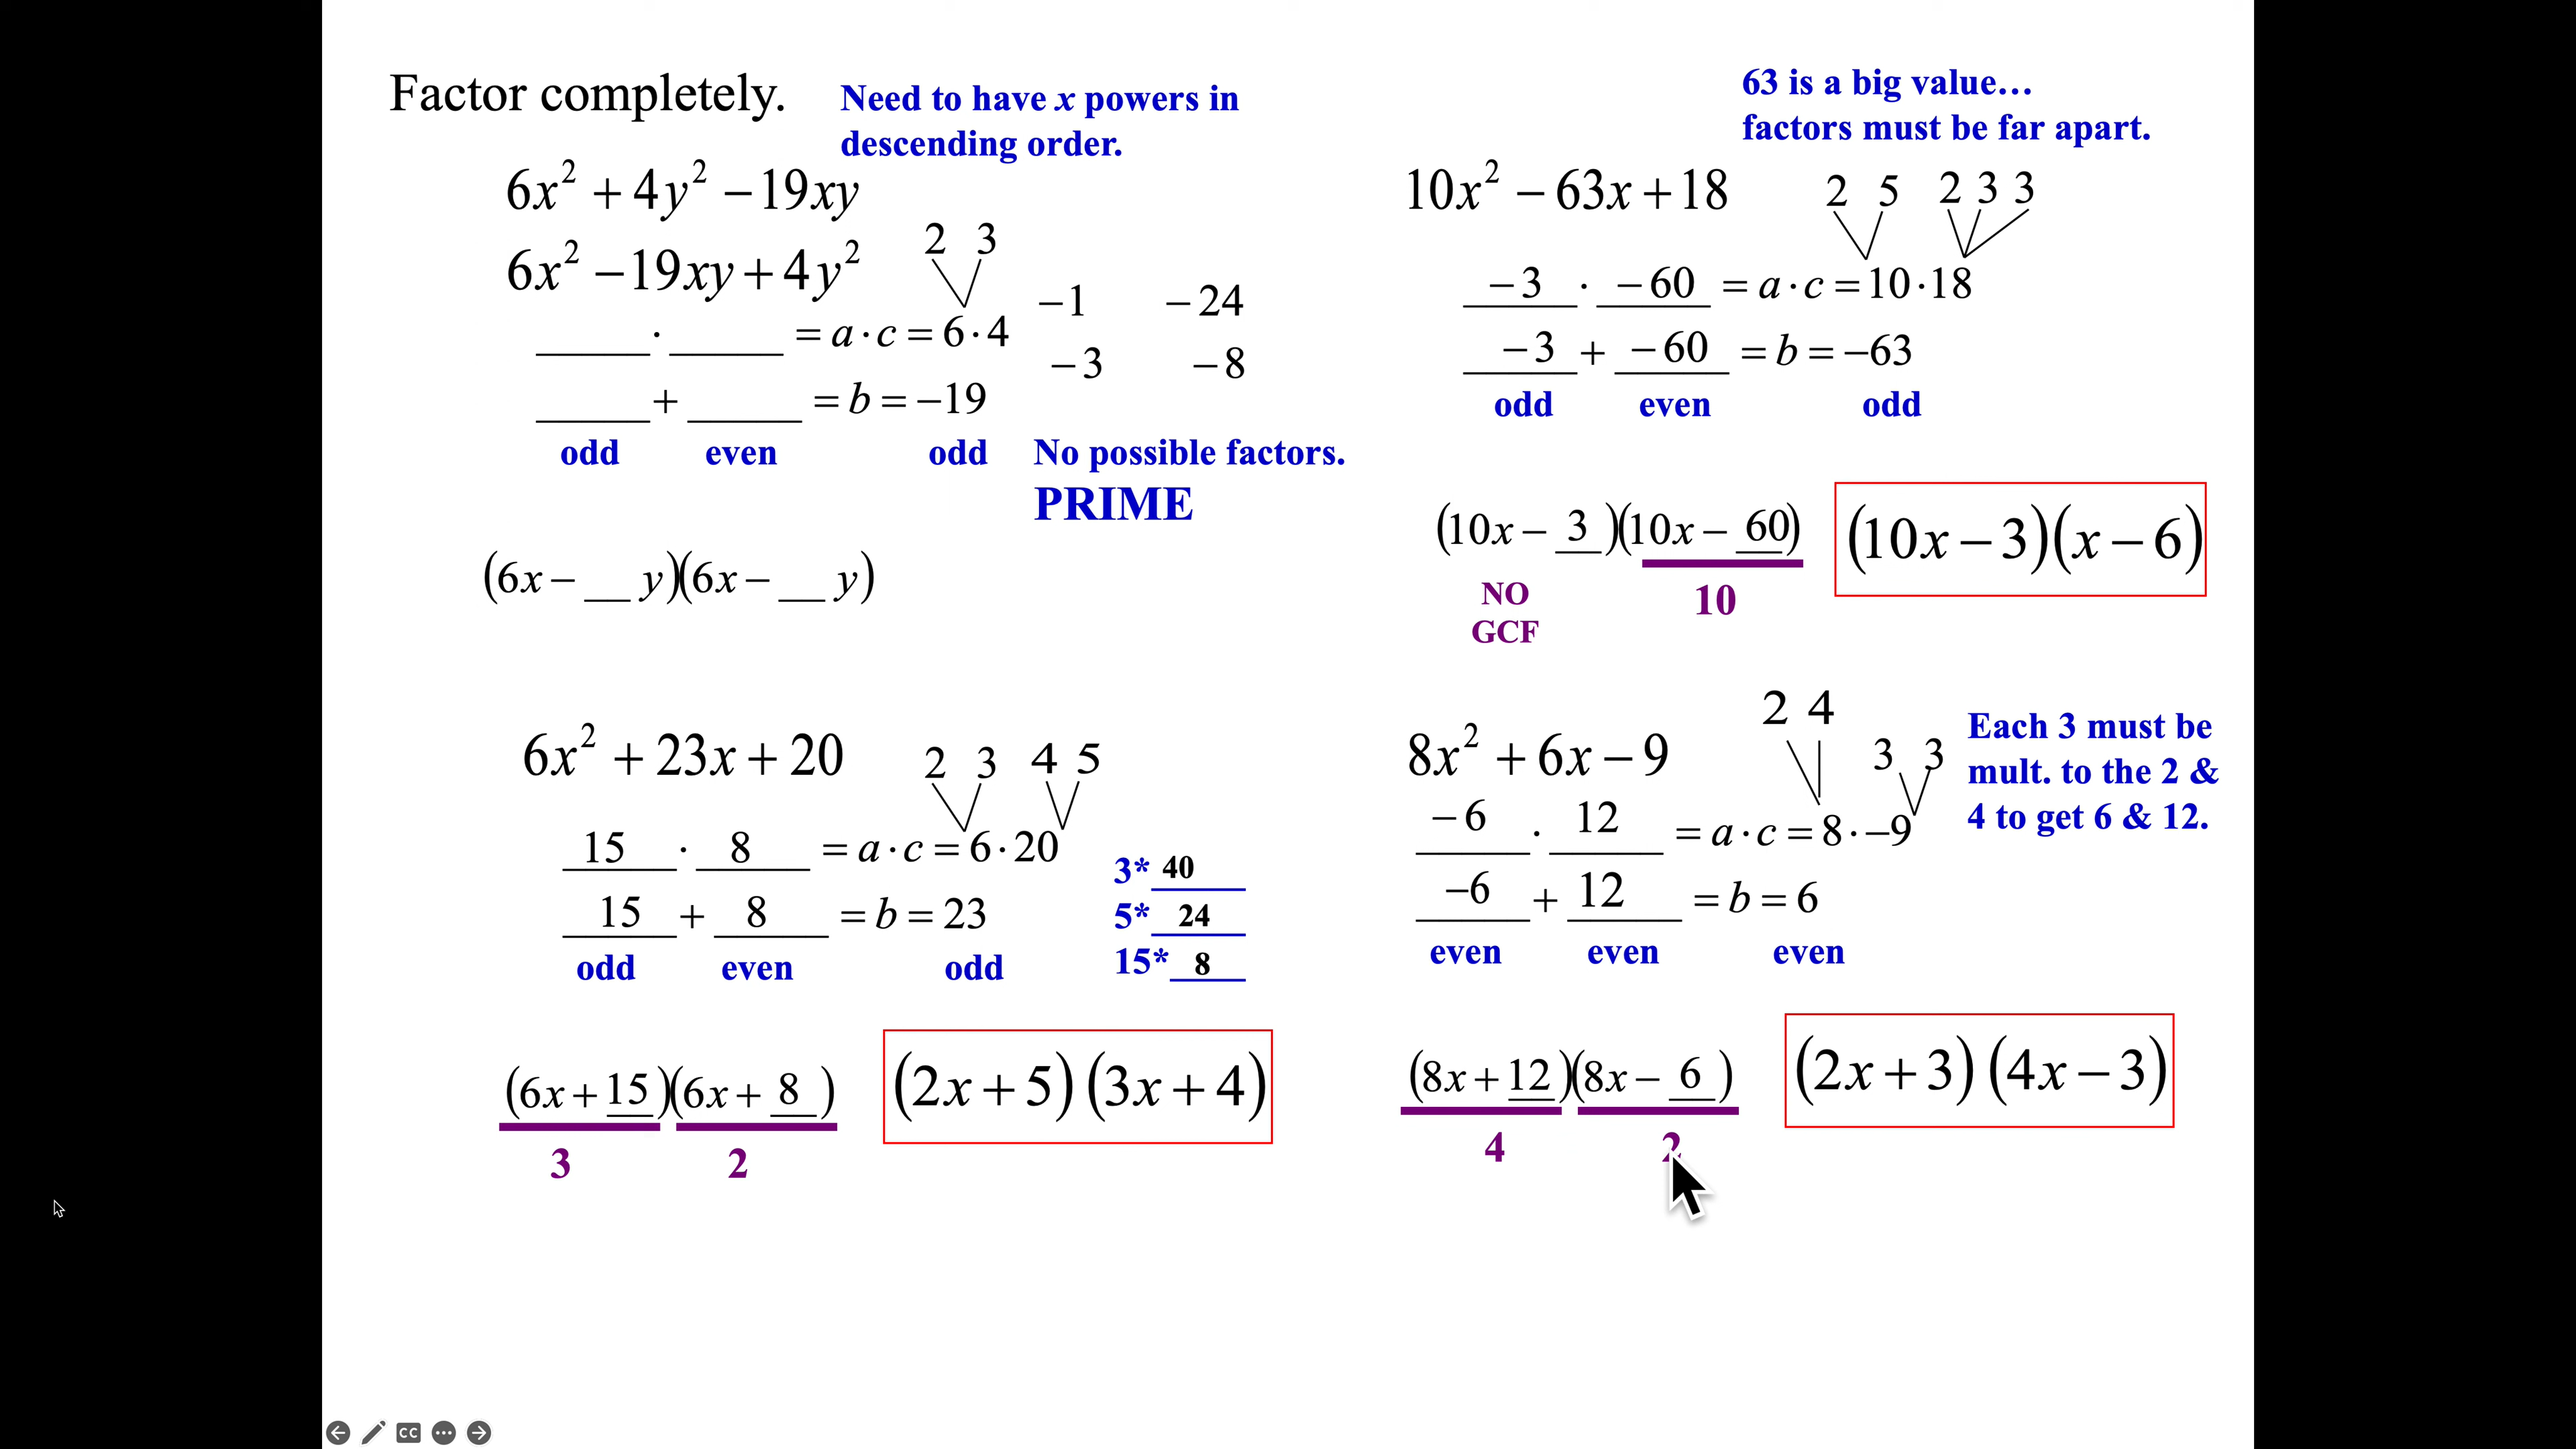 Factor completely.
Need to have x powers in
descending order.
6x² + 4y² − 19xy
6x² − 19xy + 4y²
2 3
____ · ____ = a · c = 6 · 4
____ + ____ = b = −19
odd even odd
−1 −24
−3 −8
No possible factors.
PRIME
(6x − __ y)(6x − __ y)
63 is a big value…
factors must be far apart.
10x² − 63x + 18
2 5 2 3 3
−3 · −60 = a · c = 10 · 18
−3 + −60 = b = −63
odd even odd
(10x − 3)(10x − 60)
NO
GCF
10
(10x − 3)(x − 6)
6x² + 23x + 20
2 3 4 5
15 · 8 = a · c = 6 · 20
15 + 8 = b = 23
odd even odd
3* 40
5* 24
15* 8
(6x + 15)(6x + 8)
3 2
(2x + 5)(3x + 4)
8x² + 6x − 9
2 4
3 3
Each 3 must be
mult. to the 2 &
4 to get 6 & 12.
−6 · 12 = a · c = 8 · −9
−6 + 12 = b = 6
even even even
(8x + 12)(8x − 6)
4 2
(2x + 3)(4x − 3)
CC